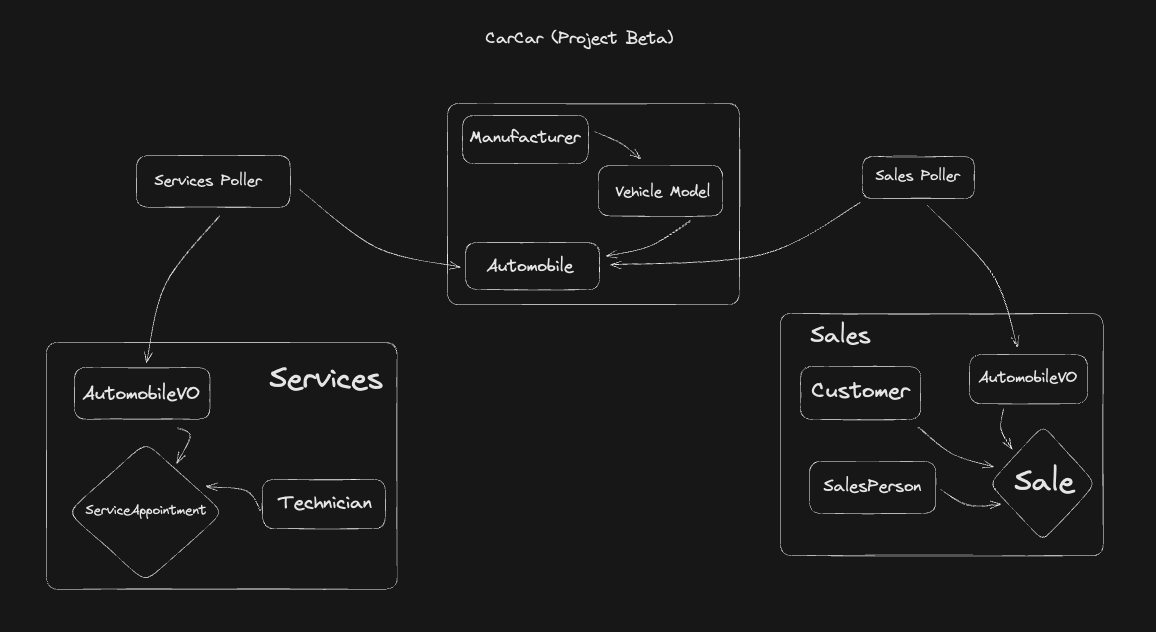 CarCar (Project Beta)
Manufacturer
Vehicle Model
Automobile
Services Poller
Sales Poller
Services
AutomobileVO
ServiceAppointment
Technician
Sales
Customer
AutomobileVO
SalesPerson
Sale